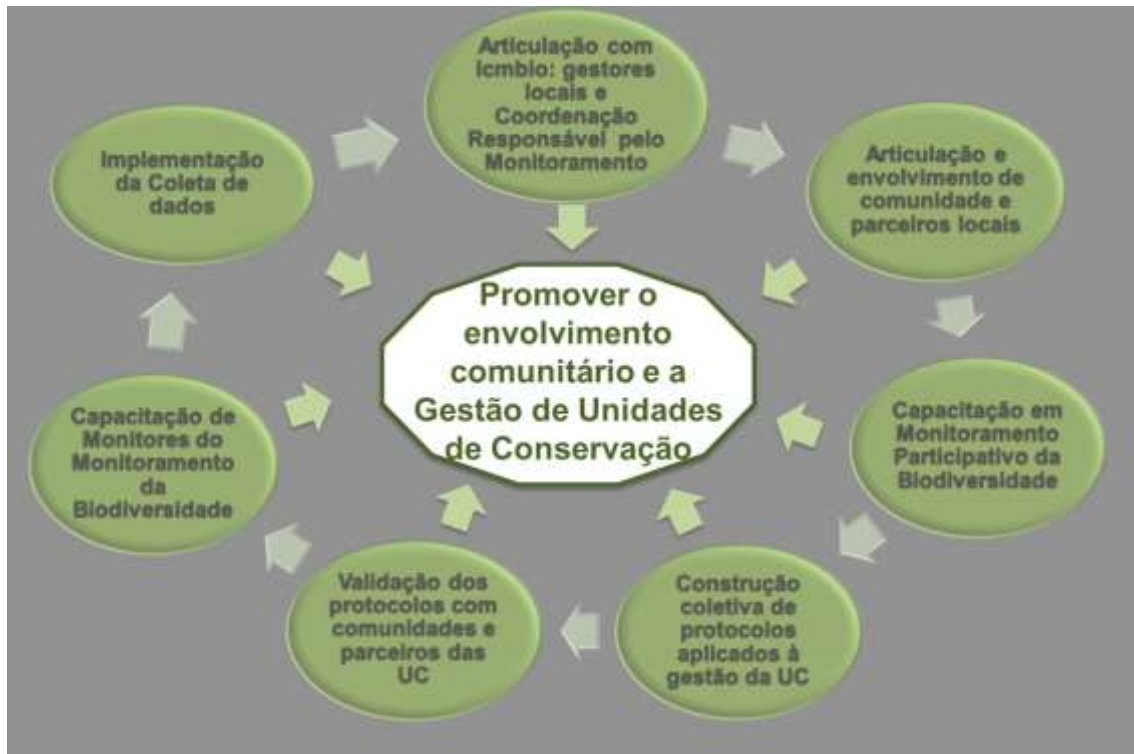 Articulação com
Icmbio: gestores
locais e
Coordenação
Responsável pelo
Monitoramento
Articulação e
envolvimento de
comunidade e
parceiros locais
Capacitação em
Monitoramento
Participativo da
Biodiversidade
Construção
coletiva de
protocolos
aplicados à
gestão da UC
Validação dos
protocolos com
comunidades e
parceiros das
UC
Capacitação de
Monitores do
Monitoramento
da
Biodiversidade
Implementação
da Coleta de
dados
Promover o
envolvimento
comunitário e a
Gestão de Unidades
de Conservação